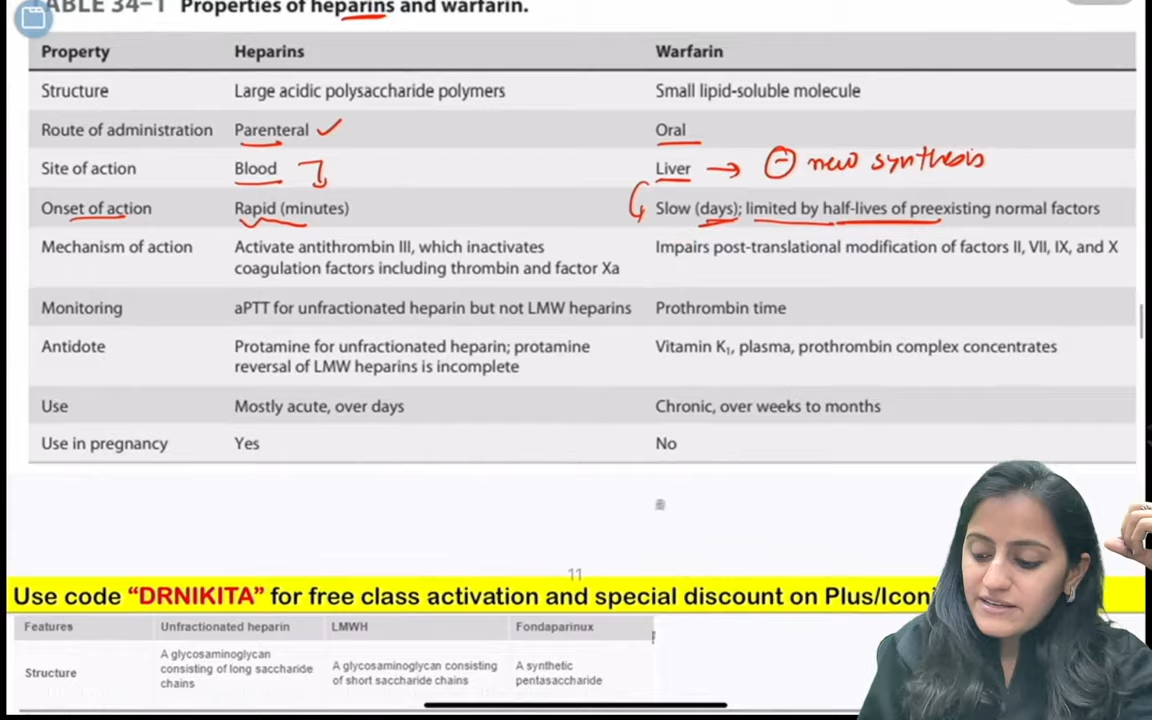 TABLE 34–1 Properties of heparins and warfarin.
Property Heparins Warfarin
Structure Large acidic polysaccharide polymers Small lipid-soluble molecule
Route of administration Parenteral Oral
Site of action Blood Liver → new synthesis
Onset of action Rapid (minutes) Slow (days); limited by half-lives of preexisting normal factors
Mechanism of action Activate antithrombin III, which inactivates Impairs post-translational modification of factors II, VII, IX, and X
coagulation factors including thrombin and factor Xa
Monitoring aPTT for unfractionated heparin but not LMW heparins Prothrombin time
Antidote Protamine for unfractionated heparin; protamine Vitamin K₁, plasma, prothrombin complex concentrates
reversal of LMW heparins is incomplete
Use Mostly acute, over days Chronic, over weeks to months
Use in pregnancy Yes No
11
Use code “DRNIKITA” for free class activation and special discount on Plus/Iconi
Features Unfractionated heparin LMWH Fondaparinux
Structure A glycosaminoglycan consisting of long saccharide chains A glycosaminoglycan consisting of short saccharide chains A synthetic pentasaccharide